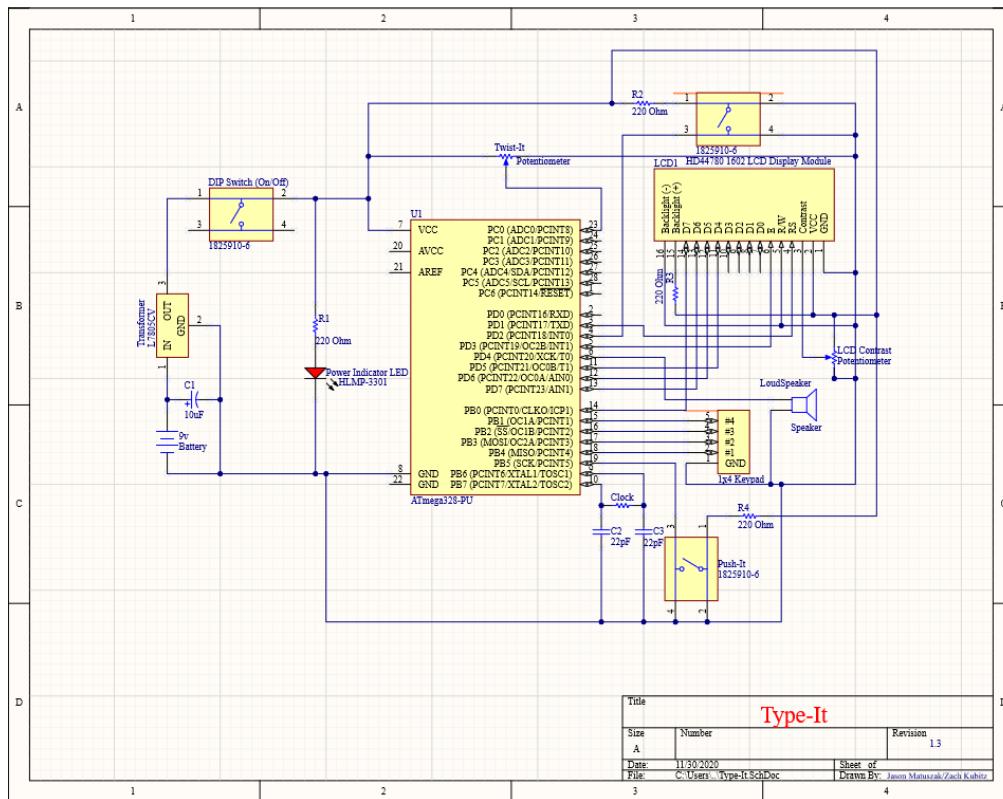 1 2 3 4
A
A
R2
220 Ohm
1 2
3 4
1825910-6
Twist-It
Potentiometer
HD44780 1602 LCD Display Module
LCD1
Backlight (-)
Backlight (+)
D7
D6
D5
D4
D3
D2
D1
D0
E
R/W
RS
Contrast
VCC
GND
DIP Switch (On/Off)
1 2
3 4
1825910-6
U1
7 VCC PC0 (ADC0/PCINT8) 23
PC1 (ADC1/PCINT9)
20 AVCC PC2 (ADC2/PCINT10)
PC3 (ADC3/PCINT11)
21 AREF PC4 (ADC4/SDA/PCINT12)
PC5 (ADC5/SCL/PCINT13)
PC6 (PCINT14/RESET)
B
PD0 (PCINT16/RXD)
PD1 (PCINT17/TXD)
PD2 (PCINT18/INT0)
PD3 (PCINT19/OC2B/INT1)
PD4 (PCINT20/XCK/T0)
PD5 (PCINT21/OC0B/T1)
PD6 (PCINT22/OC0A/AIN0) 12
PD7 (PCINT23/AIN1) 13
PB0 (PCINT0/CLKO/ICP1) 14
PB1 (OC1A/PCINT1) 15
PB2 (SS/OC1B/PCINT2) 16
PB3 (MOSI/OC2A/PCINT3) 17
PB4 (MISO/PCINT4) 18
PB5 (SCK/PCINT5) 19
8 GND PB6 (PCINT6/XTAL1/TOSC1) 9
22 GND PB7 (PCINT7/XTAL2/TOSC2) 10
ATmega328-PU
Transformer
L7805CV
3
OUT
GND 2
IN
1
R1
220 Ohm
Power Indicator LED
HLMP-3301
C1
+
10uF
9v
Battery
220 Ohm
R3
LCD Contrast
Potentiometer
LoudSpeaker
Speaker
5 #4
#3
#2
#1
1 GND
1x4 Keypad
C
Clock
C2
22pF
C3
22pF
R4
220 Ohm
3 1
Push-It
1825910-6
4 2
D
Title
Type-It
Size Number Revision
A 1.3
Date: 11/30/2020 Sheet of
File: C:\Users\..\Type-It.SchDoc Drawn By: Jason Matuszak/Zach Kubitz
1 2 3 4